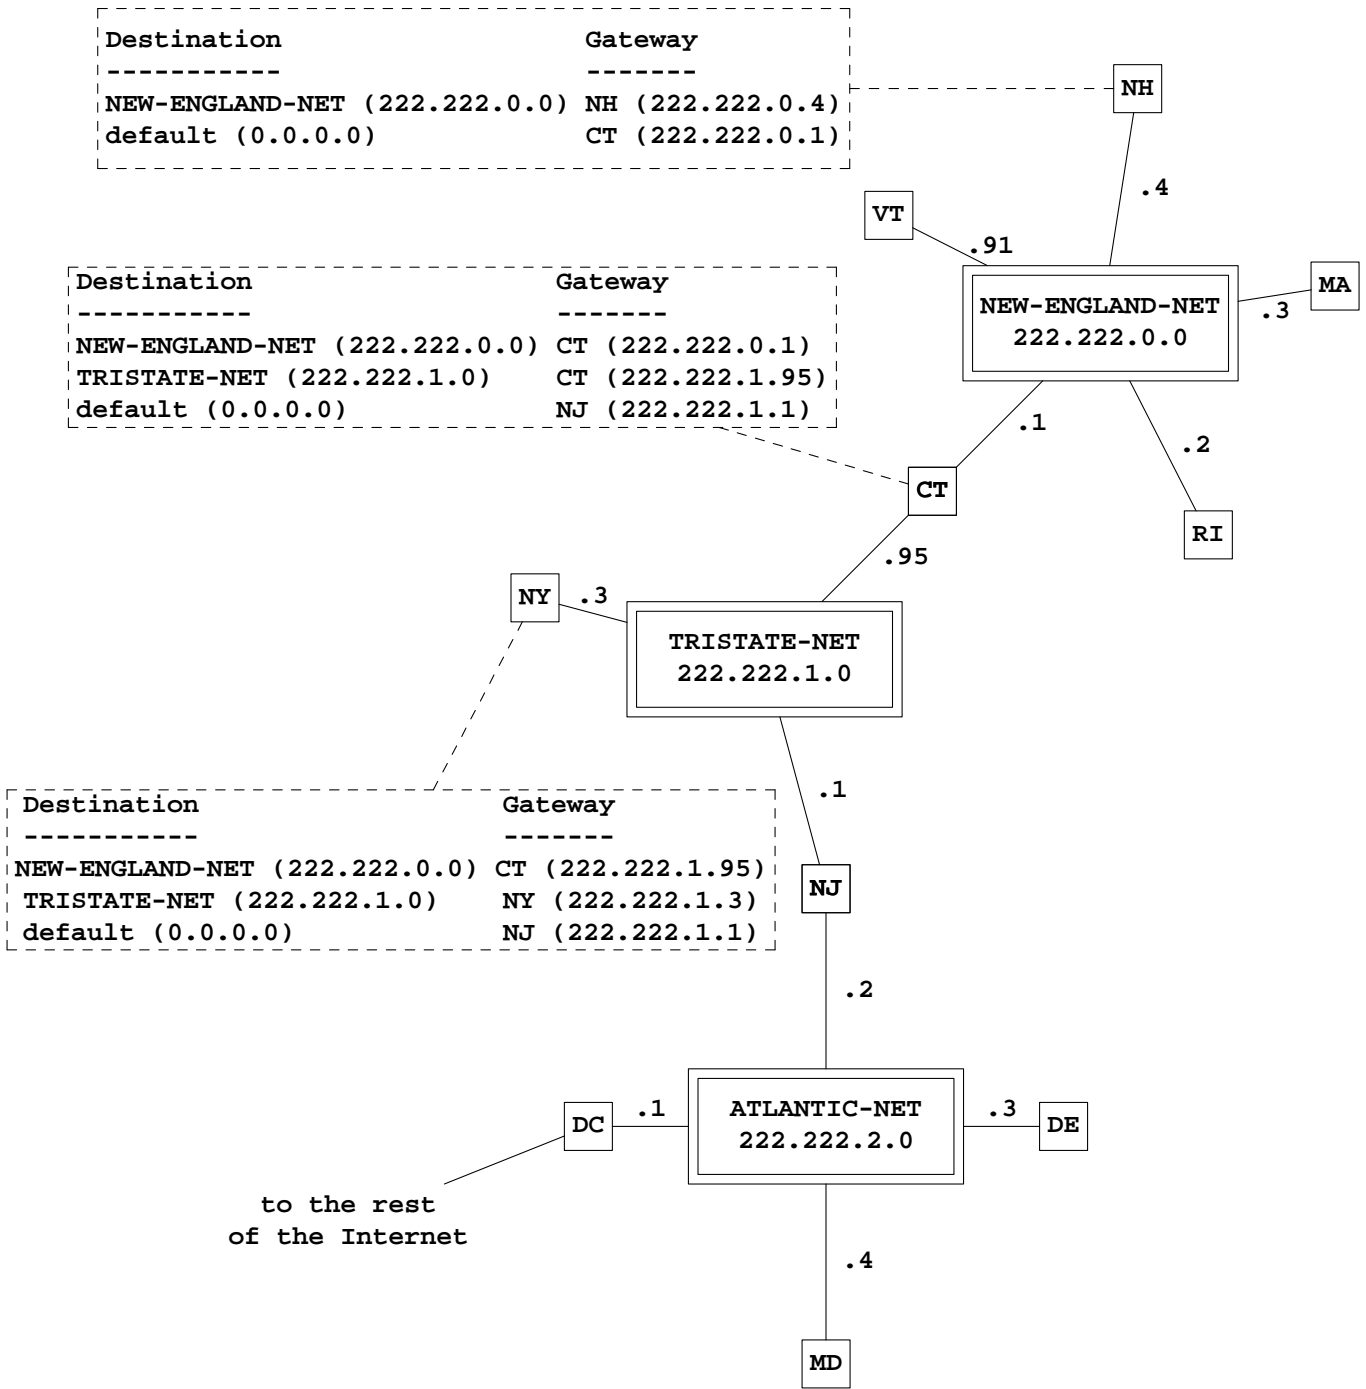 Destination Gateway
----------- -------
NEW-ENGLAND-NET (222.222.0.0) NH (222.222.0.4)
default (0.0.0.0) CT (222.222.0.1)
NH
.4
VT
.91
MA
.3
NEW-ENGLAND-NET
222.222.0.0
Destination Gateway
----------- -------
NEW-ENGLAND-NET (222.222.0.0) CT (222.222.0.1)
TRISTATE-NET (222.222.1.0) CT (222.222.1.95)
default (0.0.0.0) NJ (222.222.1.1)
.1
.2
CT
RI
.95
NY
.3
TRISTATE-NET
222.222.1.0
.1
Destination Gateway
----------- -------
NEW-ENGLAND-NET (222.222.0.0) CT (222.222.1.95)
TRISTATE-NET (222.222.1.0) NY (222.222.1.3)
default (0.0.0.0) NJ (222.222.1.1)
NJ
.2
DC
.1
ATLANTIC-NET
222.222.2.0
.3
DE
to the rest
of the Internet
.4
MD